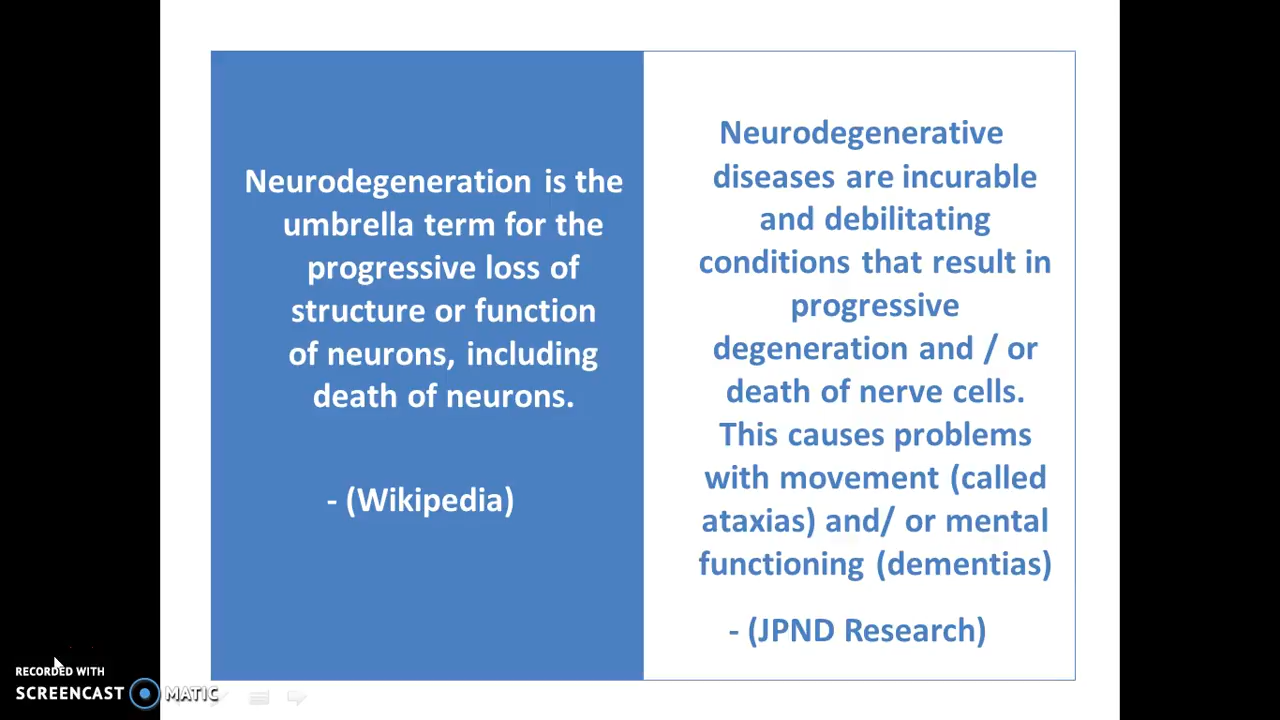 Neurodegeneration is the
umbrella term for the
progressive loss of
structure or function
of neurons, including
death of neurons.
- (Wikipedia)
Neurodegenerative
diseases are incurable
and debilitating
conditions that result in
progressive
degeneration and / or
death of nerve cells.
This causes problems
with movement (called
ataxias) and/ or mental
functioning (dementias)
- (JPND Research)
RECORDED WITH
SCREENCAST MATIC